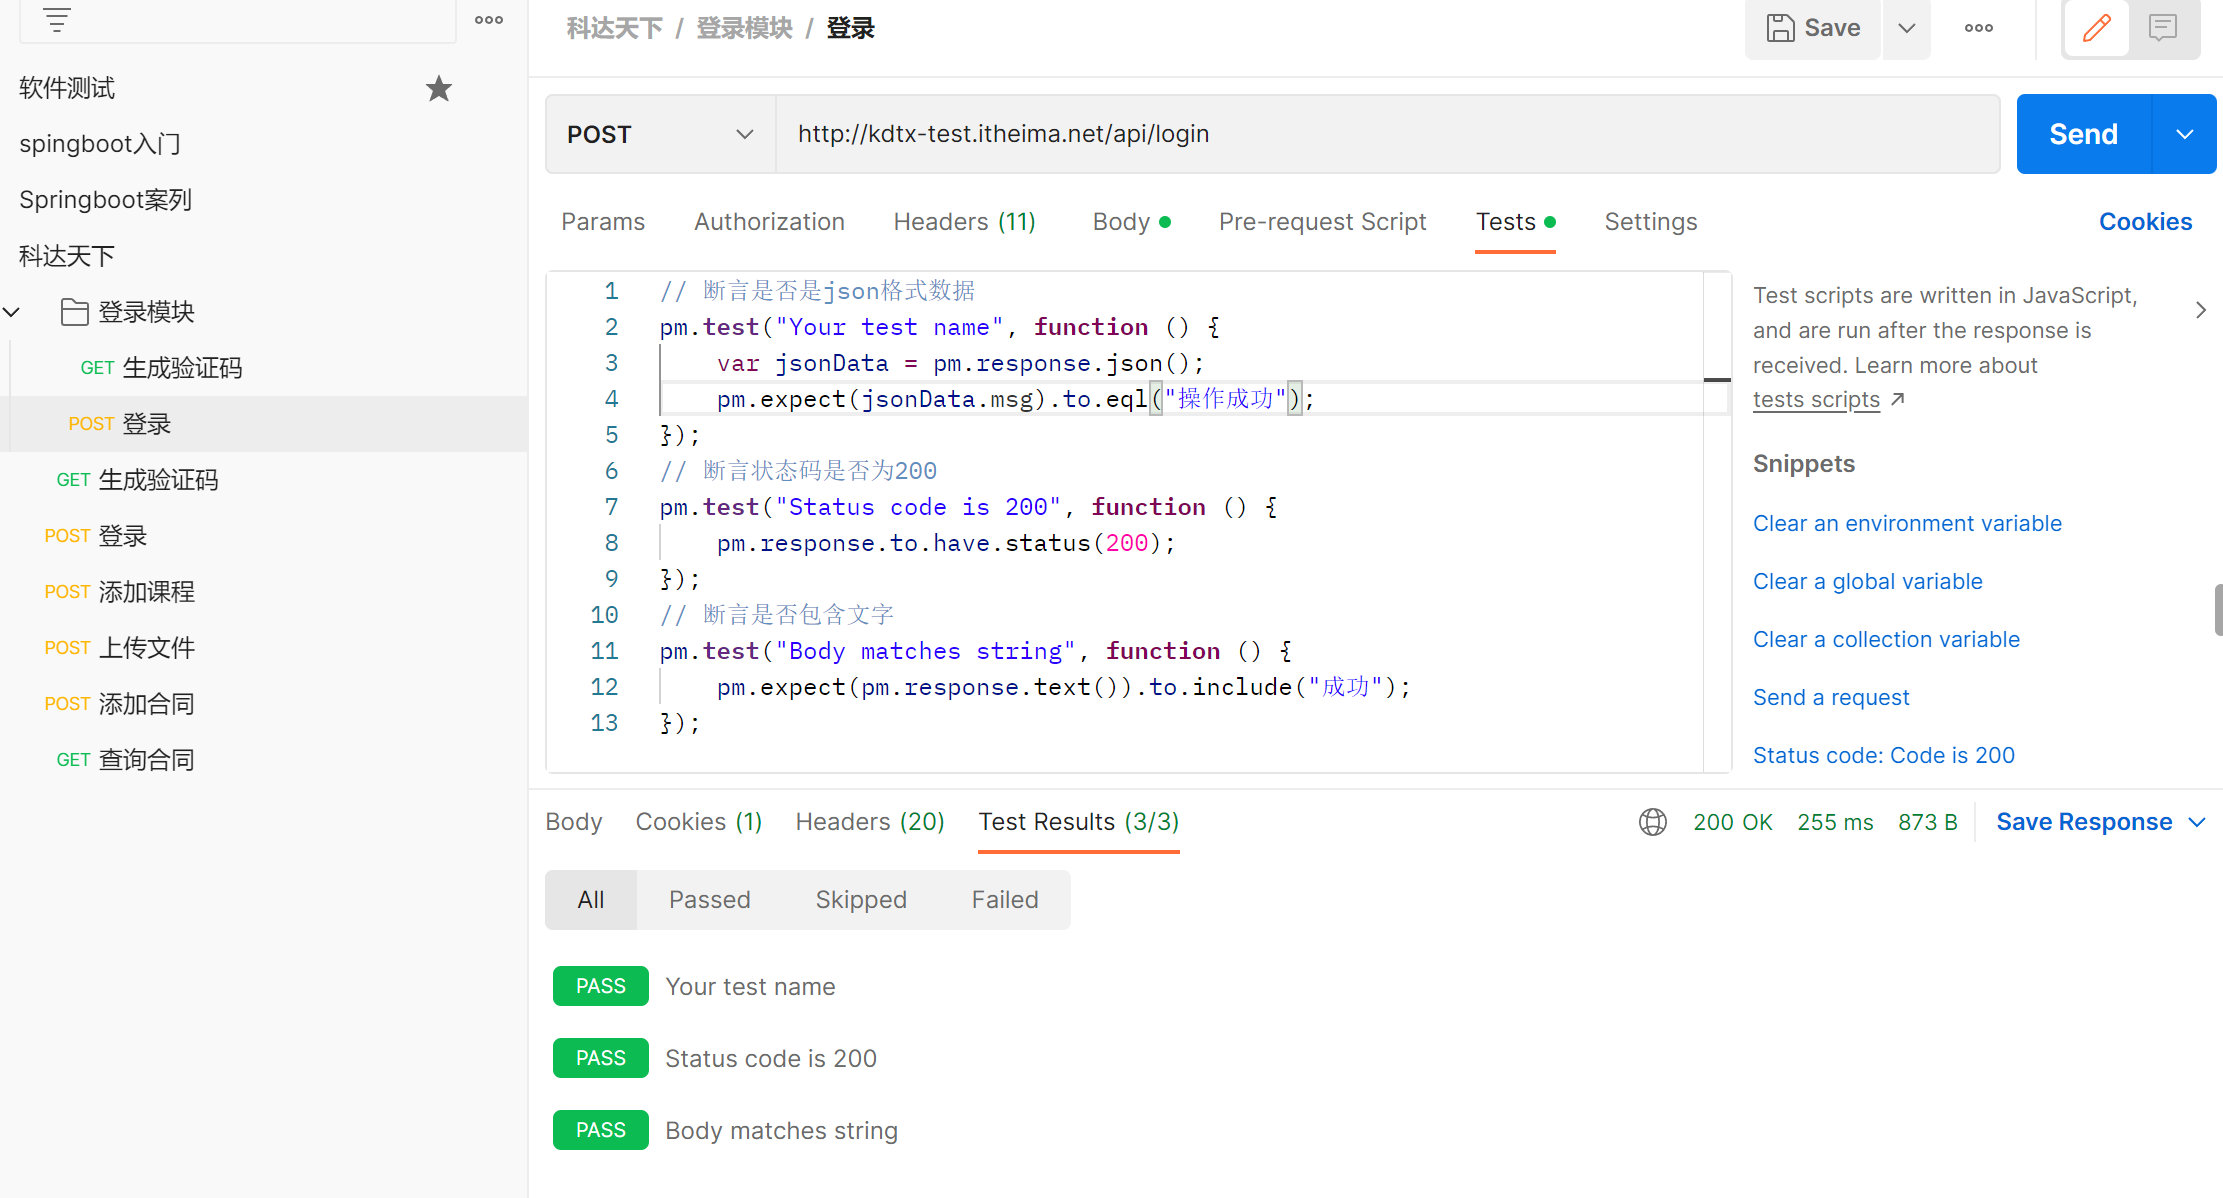 软件测试
spingboot入门
Springboot案列
科达天下
登录模块
GET 生成验证码
POST 登录
GET 生成验证码
POST 登录
POST 添加课程
POST 上传文件
POST 添加合同
GET 查询合同
科达天下 / 登录模块 / 登录
Save
POST http://kdtx-test.itheima.net/api/login Send
Params Authorization Headers (11) Body Pre-request Script Tests Settings Cookies
1 // 断言是否是json格式数据
2 pm.test("Your test name", function () {
3 var jsonData = pm.response.json();
4 pm.expect(jsonData.msg).to.eql("操作成功");
5 });
6 // 断言状态码是否为200
7 pm.test("Status code is 200", function () {
8 pm.response.to.have.status(200);
9 });
10 // 断言是否包含文字
11 pm.test("Body matches string", function () {
12 pm.expect(pm.response.text()).to.include("成功");
13 });
Test scripts are written in JavaScript,
and are run after the response is
received. Learn more about
tests scripts ↗
Snippets
Clear an environment variable
Clear a global variable
Clear a collection variable
Send a request
Status code: Code is 200
Body Cookies (1) Headers (20) Test Results (3/3) 200 OK 255 ms 873 B Save Response
All Passed Skipped Failed
PASS Your test name
PASS Status code is 200
PASS Body matches string